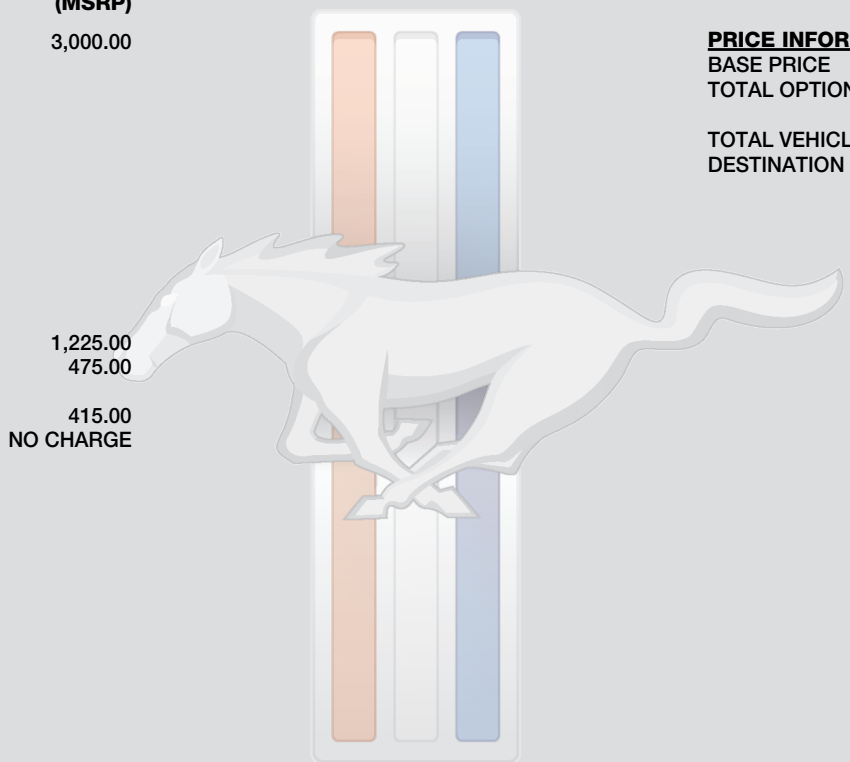 (MSRP)
3,000.00
1,225.00
475.00
415.00
NO CHARGE
PRICE INFOR
BASE PRICE
TOTAL OPTION
TOTAL VEHICL
DESTINATION